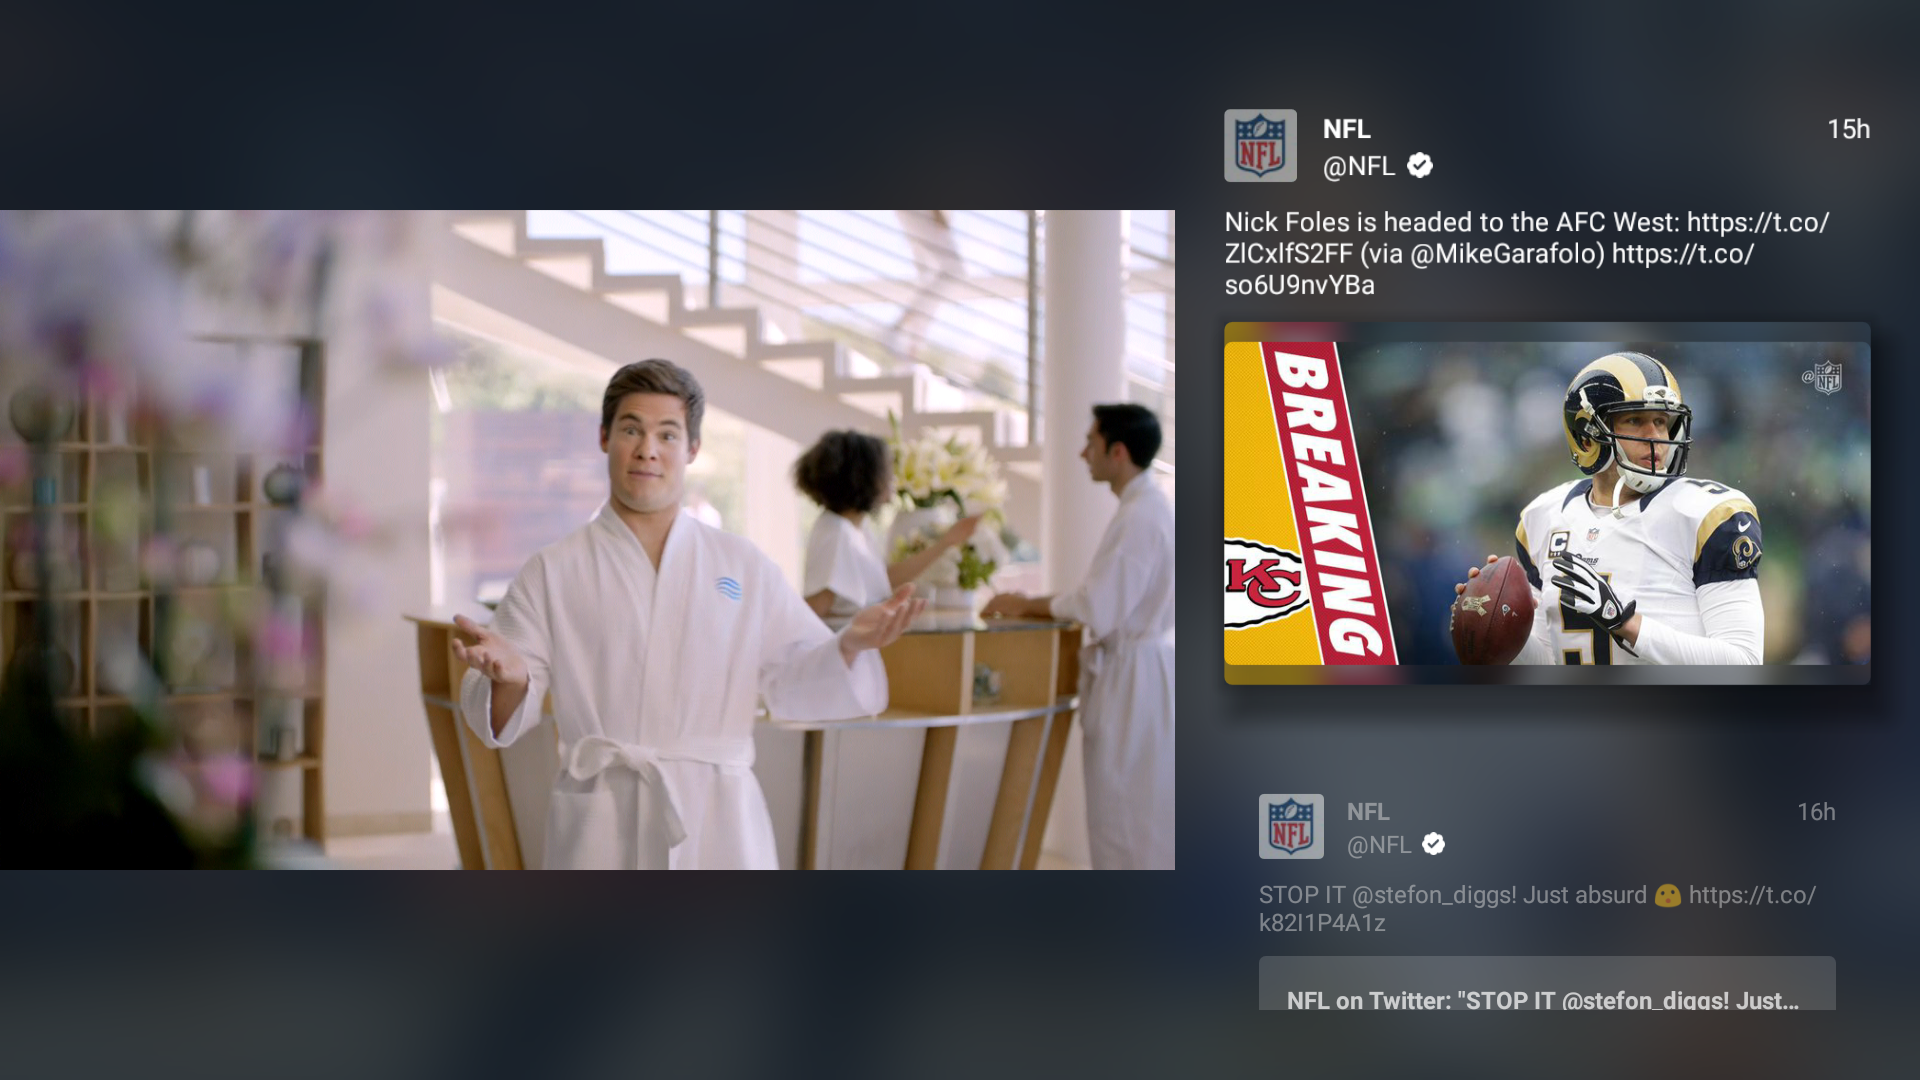 NFL
15h
@NFL
Nick Foles is headed to the AFC West: https://t.co/
ZlCxlfS2FF (via @MikeGarafolo) https://t.co/
so6U9nvYBa
BREAKING
KC
@NFL
5
C
Rams
NFL
16h
@NFL
STOP IT @stefon_diggs! Just absurd 😮 https://t.co/
k82I1P4A1z
NFL on Twitter: "STOP IT @stefon_diggs! Just...